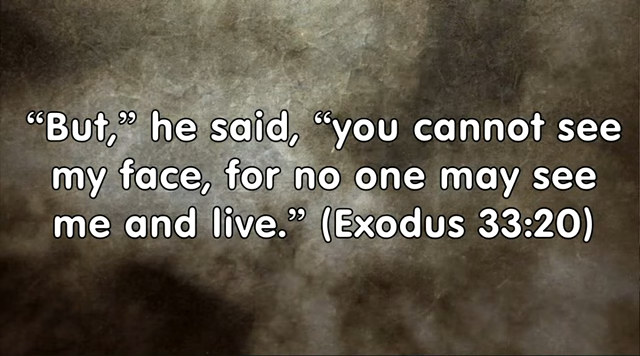 “But,” he said, “you cannot see
my face, for no one may see
me and live.” (Exodus 33:20)